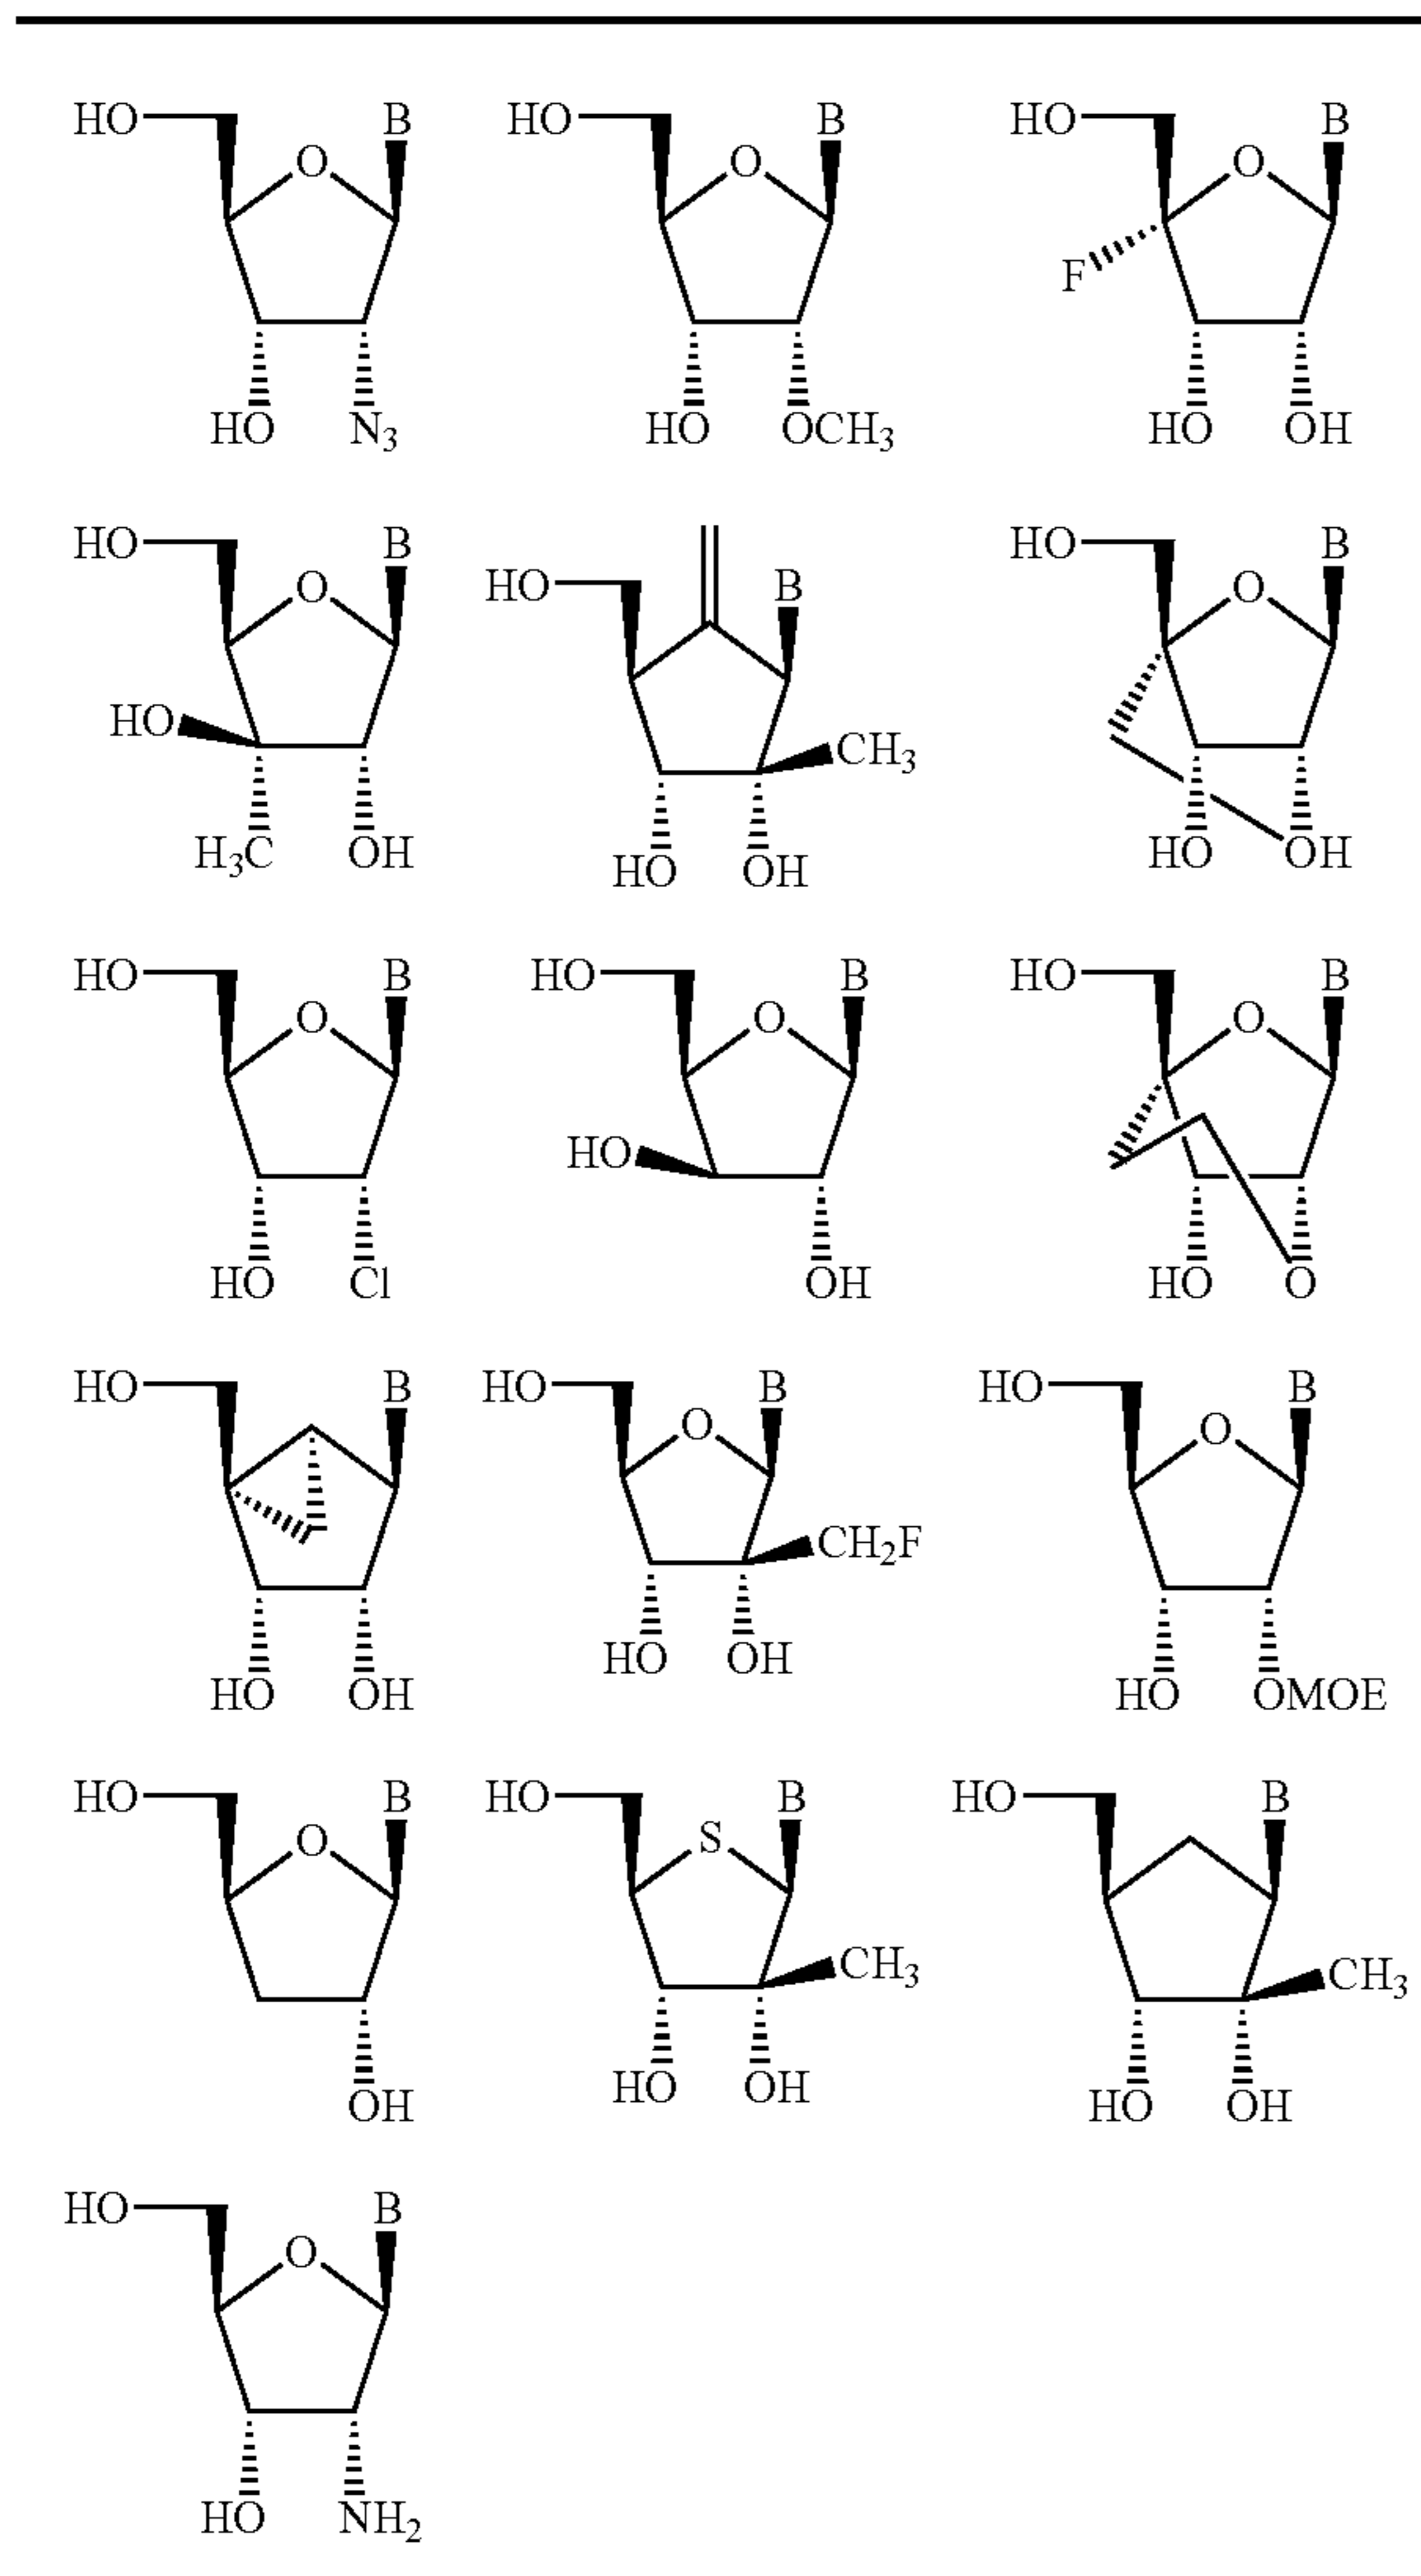 HO B HO B HO B
O O O
F
HO N3 HO OCH3 HO OH
HO B HO B HO B
O O
HO CH3
H3C OH HO OH HO OH
HO B HO B HO B
O O O
HO
HO Cl OH HO O
HO B HO B HO B
O O
CH2F
HO OH HO OH HO OMOE
HO B HO B HO B
O S
CH3 CH3
OH HO OH HO OH
HO B
O
HO NH2